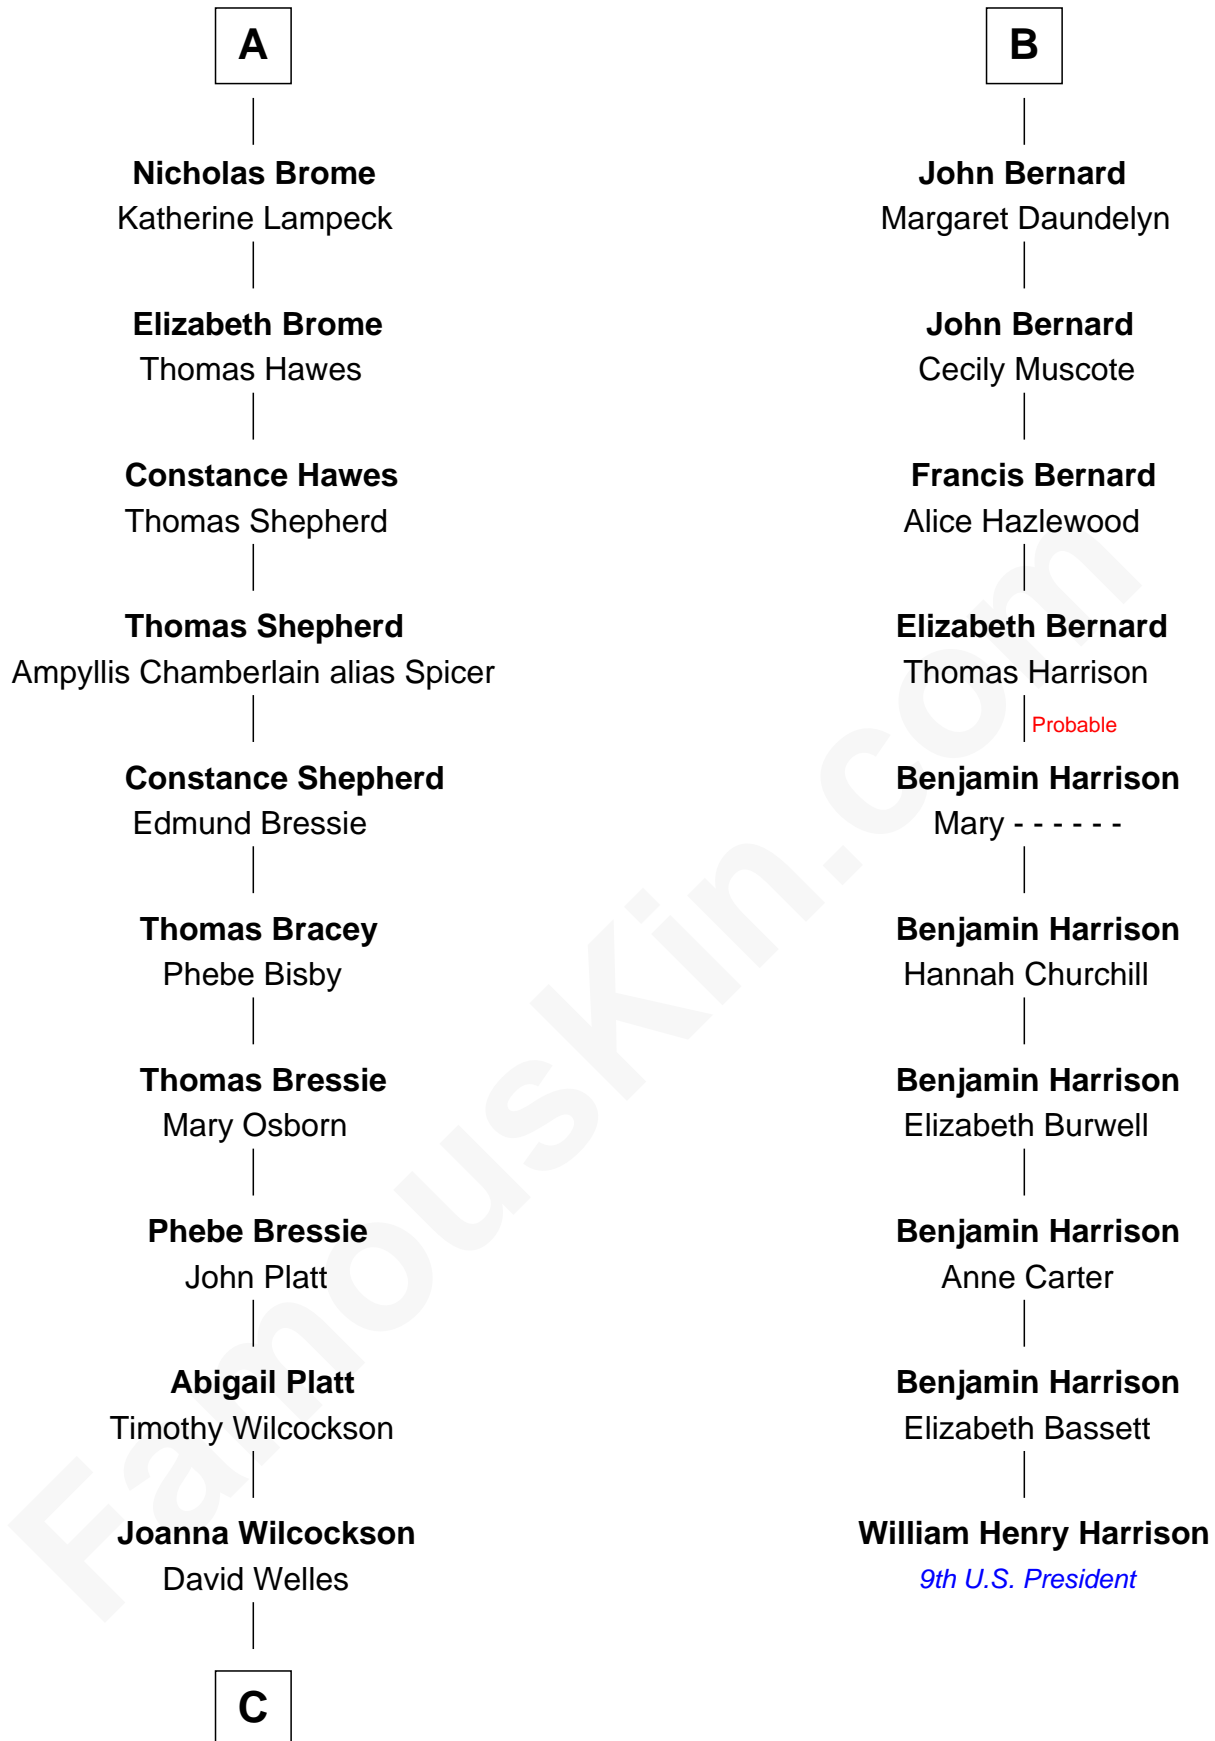 A
Nicholas Brome
Katherine Lampeck
Elizabeth Brome
Thomas Hawes
Constance Hawes
Thomas Shepherd
Thomas Shepherd
Ampyllis Chamberlain alias Spicer
Constance Shepherd
Edmund Bressie
Thomas Bracey
Phebe Bisby
Thomas Bressie
Mary Osborn
Phebe Bressie
John Platt
Abigail Platt
Timothy Wilcockson
Joanna Wilcockson
David Welles
C
B
John Bernard
Margaret Daundelyn
John Bernard
Cecily Muscote
Francis Bernard
Alice Hazlewood
Elizabeth Bernard
Thomas Harrison
Probable
Benjamin Harrison
Mary - - - - - -
Benjamin Harrison
Hannah Churchill
Benjamin Harrison
Elizabeth Burwell
Benjamin Harrison
Anne Carter
Benjamin Harrison
Elizabeth Bassett
William Henry Harrison
9th U.S. President
FamousKin.com